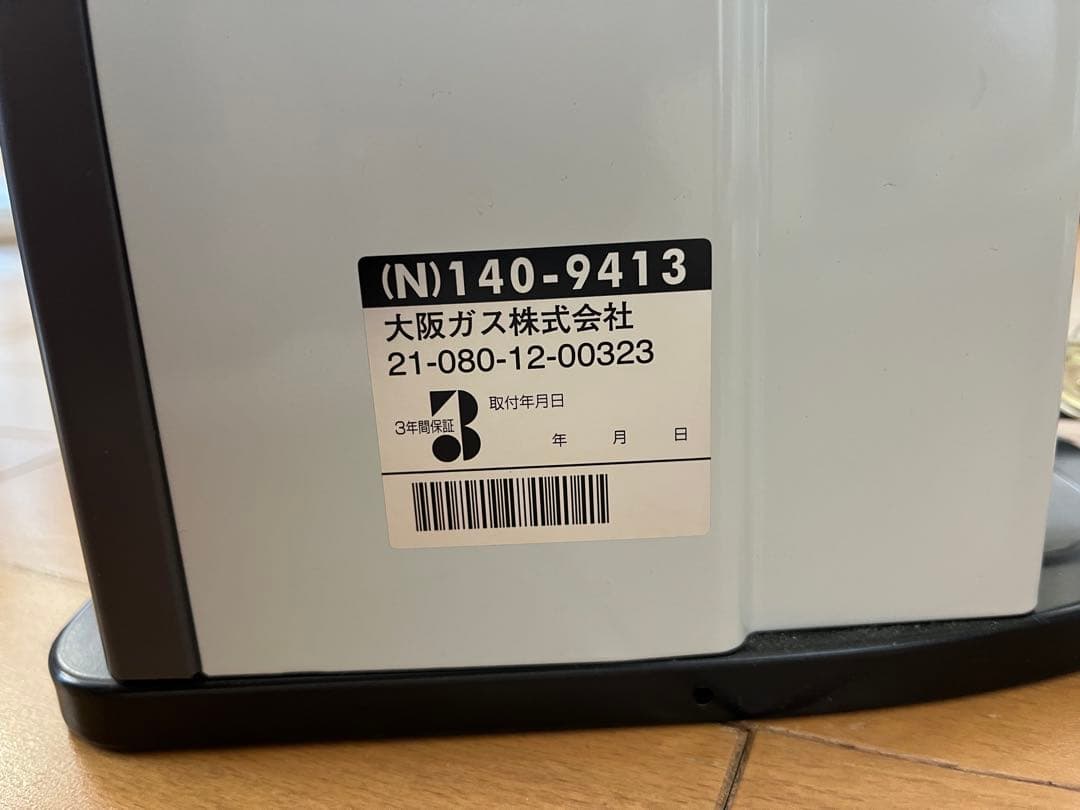 (N)140-9413
大阪ガス株式会社
21-080-12-00323
3年間保証 3 取付年月日
年 月 日